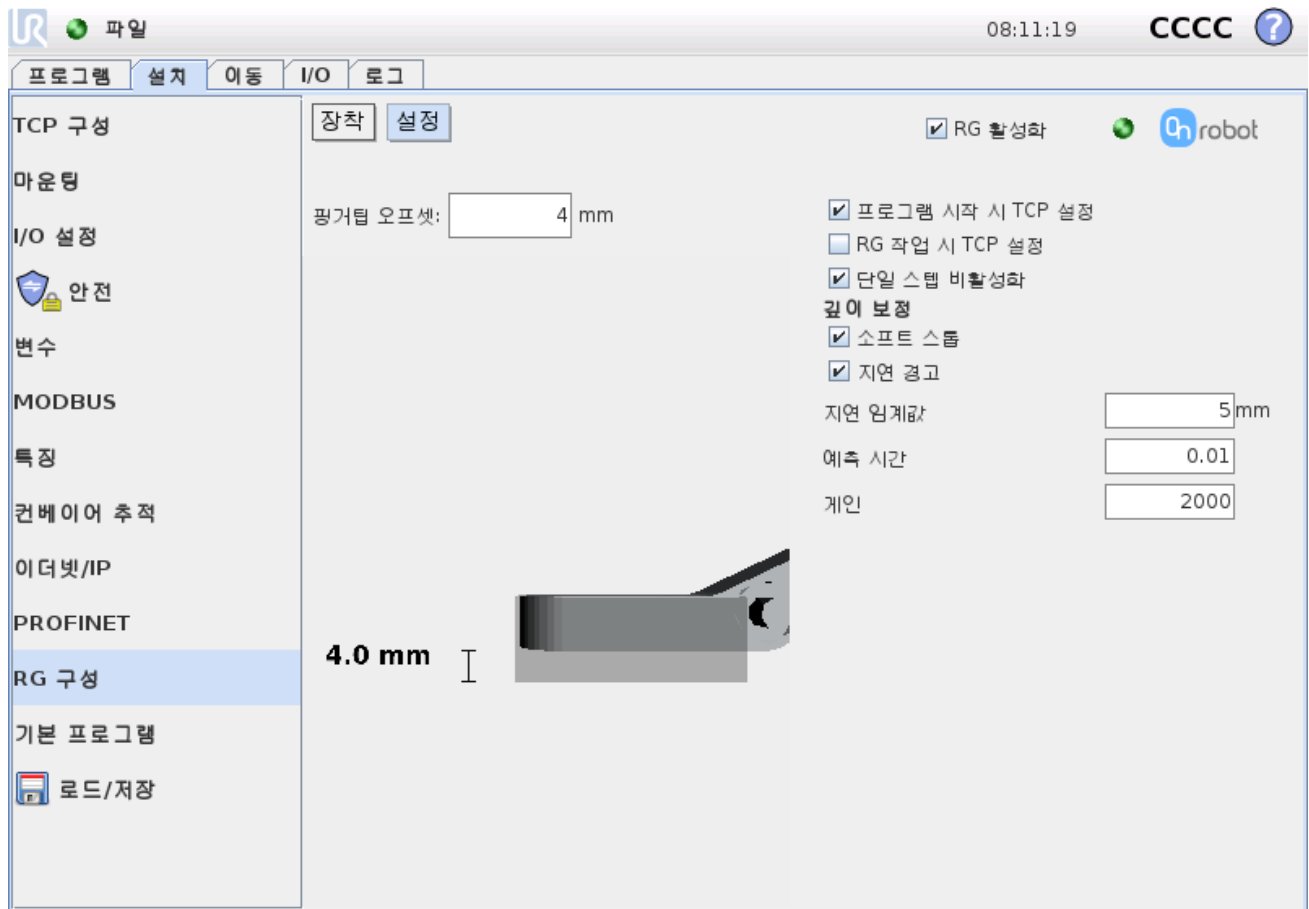 UR 파일 08:11:19 CCCC ?
프로그램 설치 이동 I/O 로그
TCP 구성
마운팅
I/O 설정
안전
변수
MODBUS
특징
컨베이어 추적
이더넷/IP
PROFINET
RG 구성
기본 프로그램
로드/저장
장착 설정
RG 활성화 On robot
핑거팁 오프셋: 4 mm
4.0 mm
프로그램 시작 시 TCP 설정
RG 작업 시 TCP 설정
단일 스텝 비활성화
깊이 보정
소프트 스톱
지연 경고
지연 임계값 5 mm
예측 시간 0.01
게인 2000